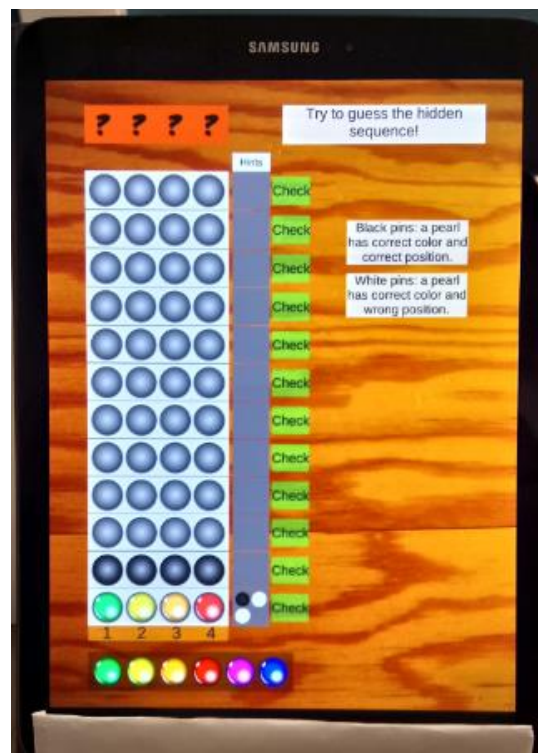 SAMSUNG
? ? ? ?
Try to guess the hidden
sequence!
Hints
Check
Check
Black pins: a pearl
has correct color and
correct position.
Check
White pins: a pearl
has correct color and
wrong position.
Check
Check
Check
Check
Check
Check
Check
Check
Check
1 2 3 4